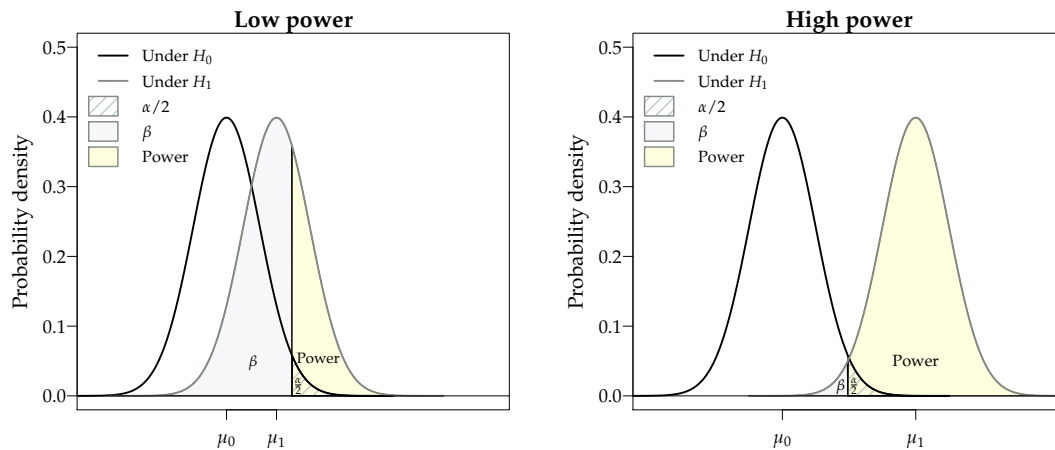 Low power
Probability density
0.5
0.4
0.3
0.2
0.1
0.0
Under H₀
Under H₁
α/2
β
Power
β
Power
α/2
μ₀
μ₁
High power
Probability density
0.5
0.4
0.3
0.2
0.1
0.0
Under H₀
Under H₁
α/2
β
Power
Power
β
α/2
μ₀
μ₁